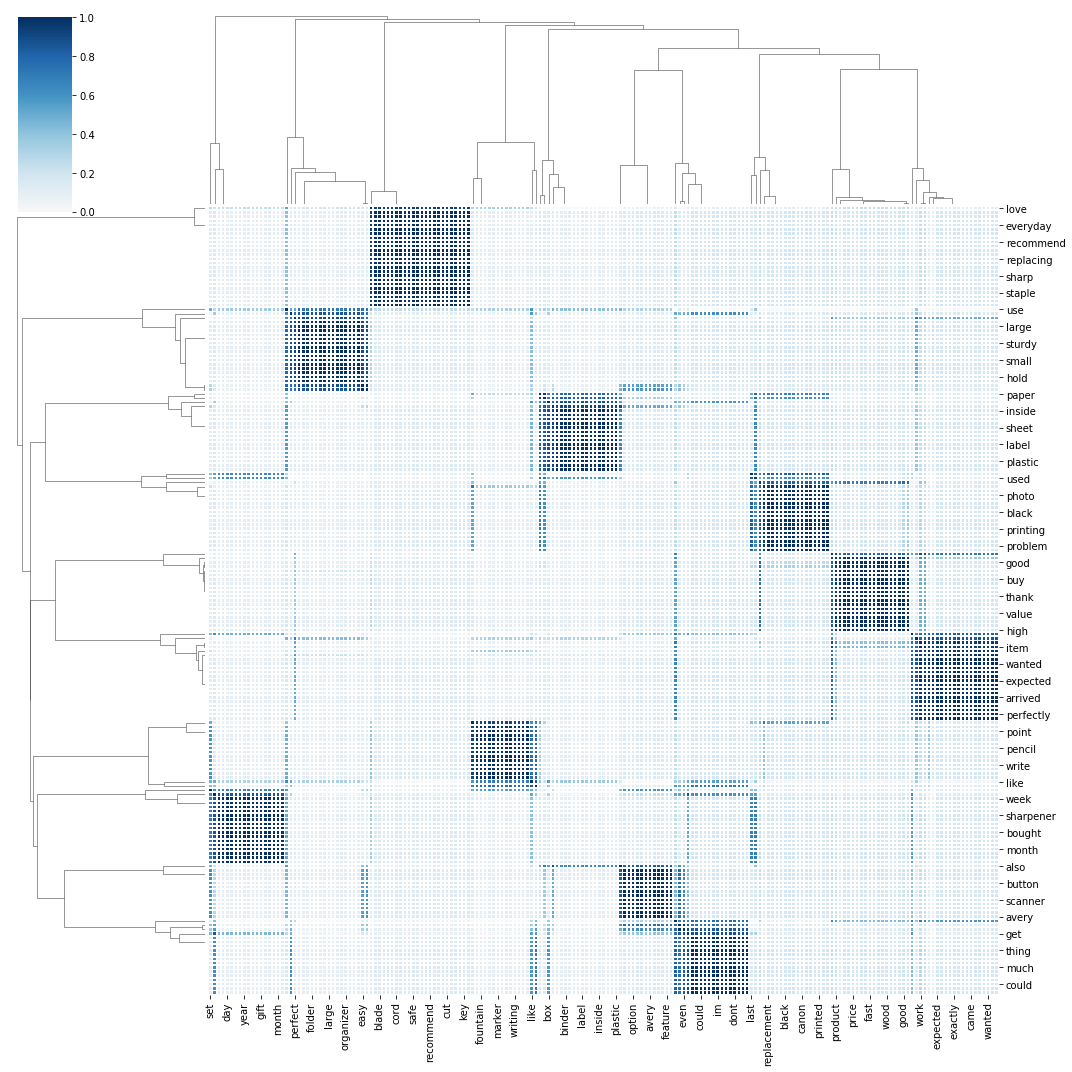 1.0
0.8
0.6
0.4
0.2
0.0
love
everyday
recommend
replacing
sharp
staple
use
large
sturdy
small
hold
paper
inside
sheet
label
plastic
used
photo
black
printing
problem
good
buy
thank
value
high
item
wanted
expected
arrived
perfectly
point
pencil
write
like
week
sharpener
bought
month
also
button
scanner
avery
get
thing
much
could
set
day
year
gift
month
perfect
folder
large
organizer
easy
blade
cord
safe
recommend
cut
key
fountain
marker
writing
like
box
binder
label
inside
plastic
option
avery
feature
even
could
im
dont
last
replacement
black
canon
printed
product
price
fast
wood
good
work
expected
exactly
came
wanted